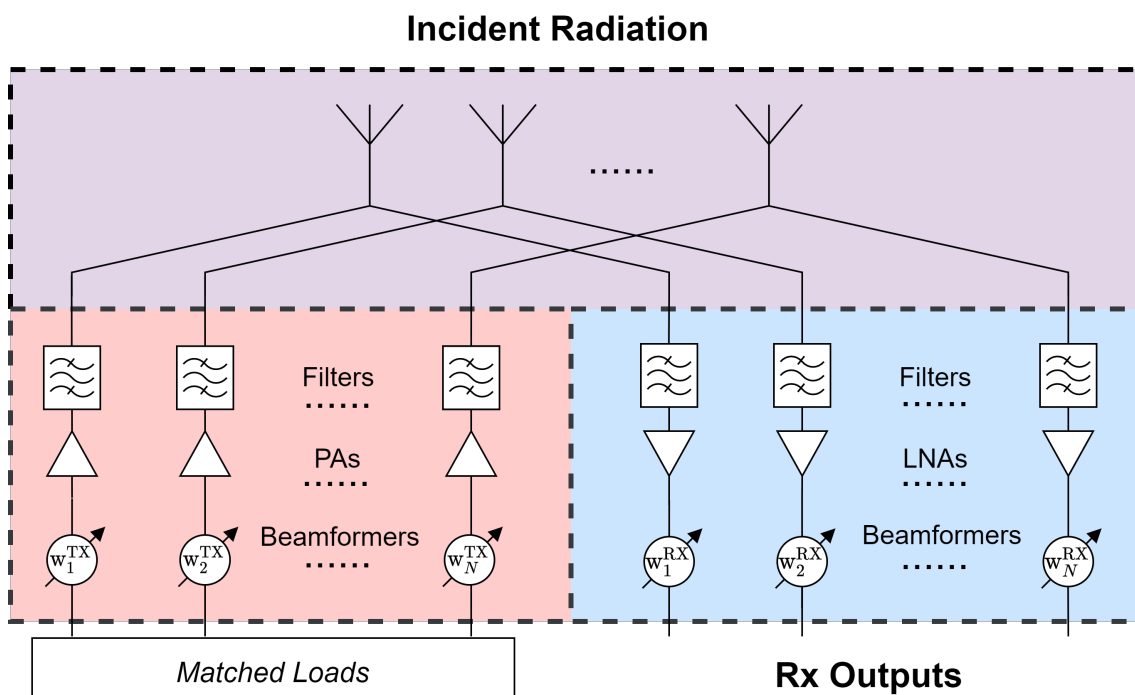 Incident Radiation
......
Filters
......
Filters
......
PAs
......
LNAs
......
Beamformers
......
Beamformers
......
w_1^TX
w_2^TX
w_N^TX
w_1^RX
w_2^RX
w_N^RX
Matched Loads
Rx Outputs